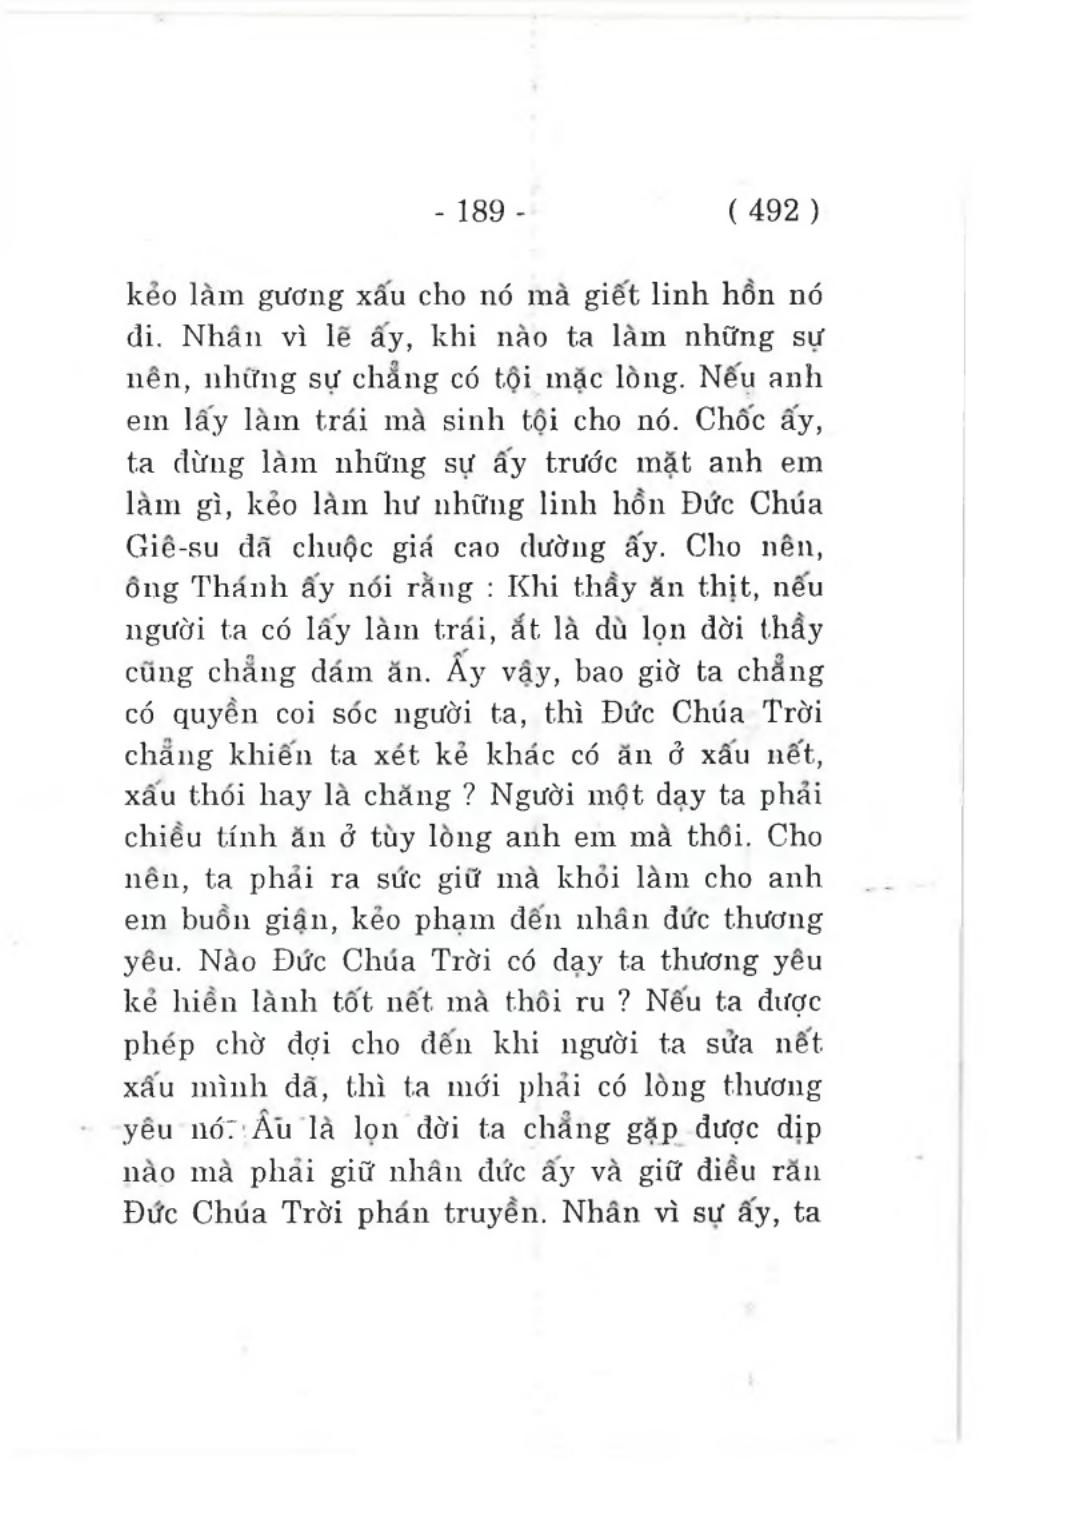 - 189 - ( 492 )
kẻo làm gương xấu cho nó mà giết linh hồn nó
đi. Nhân vì lẽ ấy, khi nào ta làm những sự
nên, những sự chẳng có tội mặc lòng. Nếu anh
em lấy làm trái mà sinh tội cho nó. Chốc ấy,
ta đừng làm những sự ấy trước mặt anh em
làm gì, kẻo làm hư những linh hồn Đức Chúa
Giê-su đã chuộc giá cao dường ấy. Cho nên,
ông Thánh ấy nói rằng : Khi thầy ăn thịt, nếu
người ta có lấy làm trái, ắt là dù lọn đời thầy
cũng chẳng dám ăn. Ấy vậy, bao giờ ta chẳng
có quyền coi sóc người ta, thì Đức Chúa Trời
chẳng khiến ta xét kẻ khác có ăn ở xấu nết,
xấu thói hay là chăng ? Người một dạy ta phải
chiều tính ăn ở tùy lòng anh em mà thôi. Cho
nên, ta phải ra sức giữ mà khỏi làm cho anh
em buồn giận, kẻo phạm đến nhân đức thương
yêu. Nào Đức Chúa Trời có dạy ta thương yêu
kẻ hiền lành tốt nết mà thôi ru ? Nếu ta được
phép chờ đợi cho đến khi người ta sửa nết
xấu mình đã, thì ta mới phải có lòng thương
yêu nó. Âu là lọn đời ta chẳng gặp được dịp
nào mà phải giữ nhân đức ấy và giữ điều răn
Đức Chúa Trời phán truyền. Nhân vì sự ấy, ta